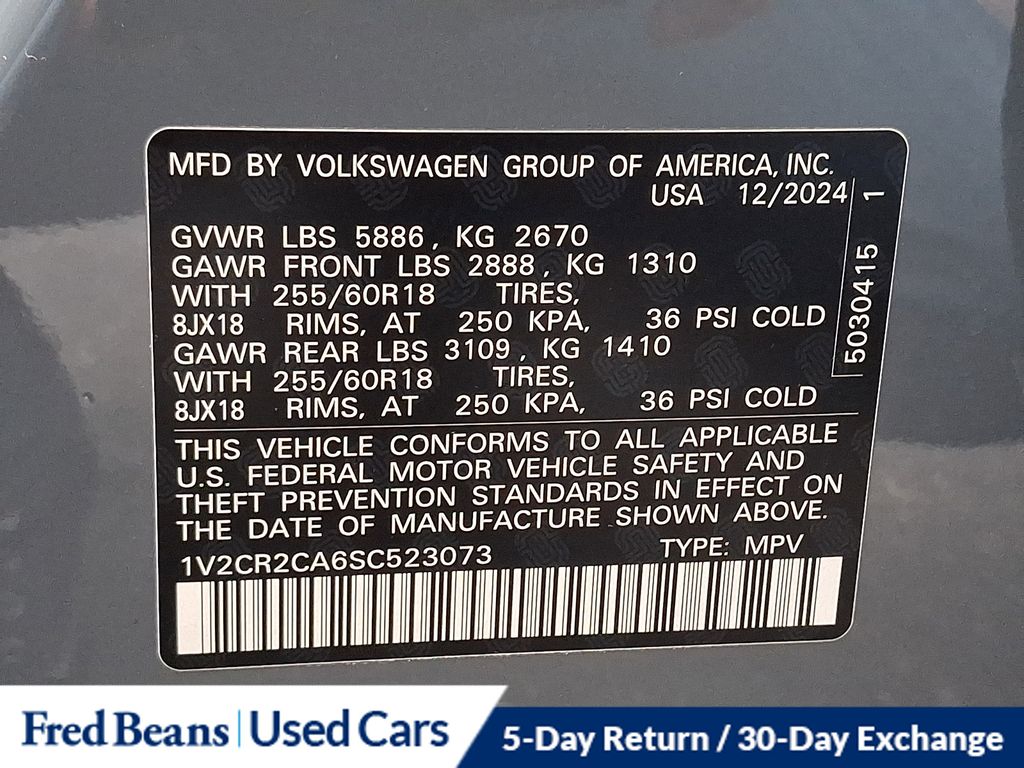 MFD BY VOLKSWAGEN GROUP OF AMERICA, INC.
USA 12/2024
GVWR LBS 5886, KG 2670
GAWR FRONT LBS 2888, KG 1310
WITH 255/60R18 TIRES,
8JX18 RIMS, AT 250 KPA, 36 PSI COLD
GAWR REAR LBS 3109, KG 1410
WITH 255/60R18 TIRES,
8JX18 RIMS, AT 250 KPA, 36 PSI COLD
5030415 1
THIS VEHICLE CONFORMS TO ALL APPLICABLE
U.S. FEDERAL MOTOR VEHICLE SAFETY AND
THEFT PREVENTION STANDARDS IN EFFECT ON
THE DATE OF MANUFACTURE SHOWN ABOVE.
1V2CR2CA6SC523073 TYPE: MPV
Fred Beans | Used Cars
5-Day Return / 30-Day Exchange